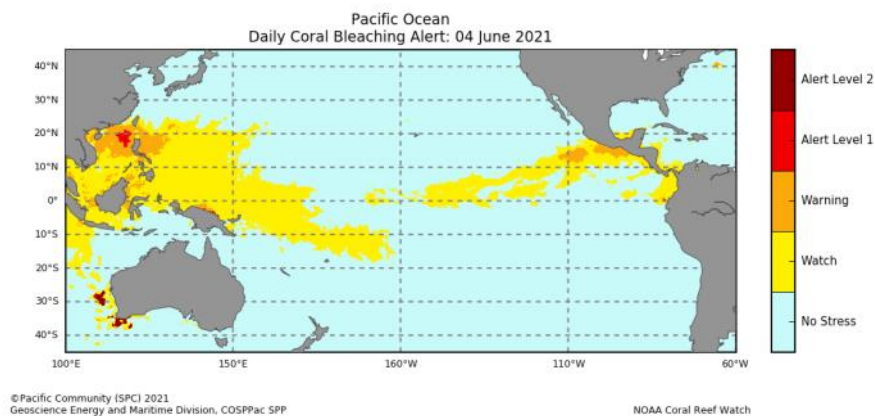 Pacific Ocean
Daily Coral Bleaching Alert: 04 June 2021
40°N
30°N
20°N
10°N
0°
10°S
20°S
30°S
40°S
100°E
150°E
160°W
110°W
60°W
Alert Level 2
Alert Level 1
Warning
Watch
No Stress
©Pacific Community (SPC) 2021
Geoscience Energy and Maritime Division, COSPPac SPP
NOAA Coral Reef Watch